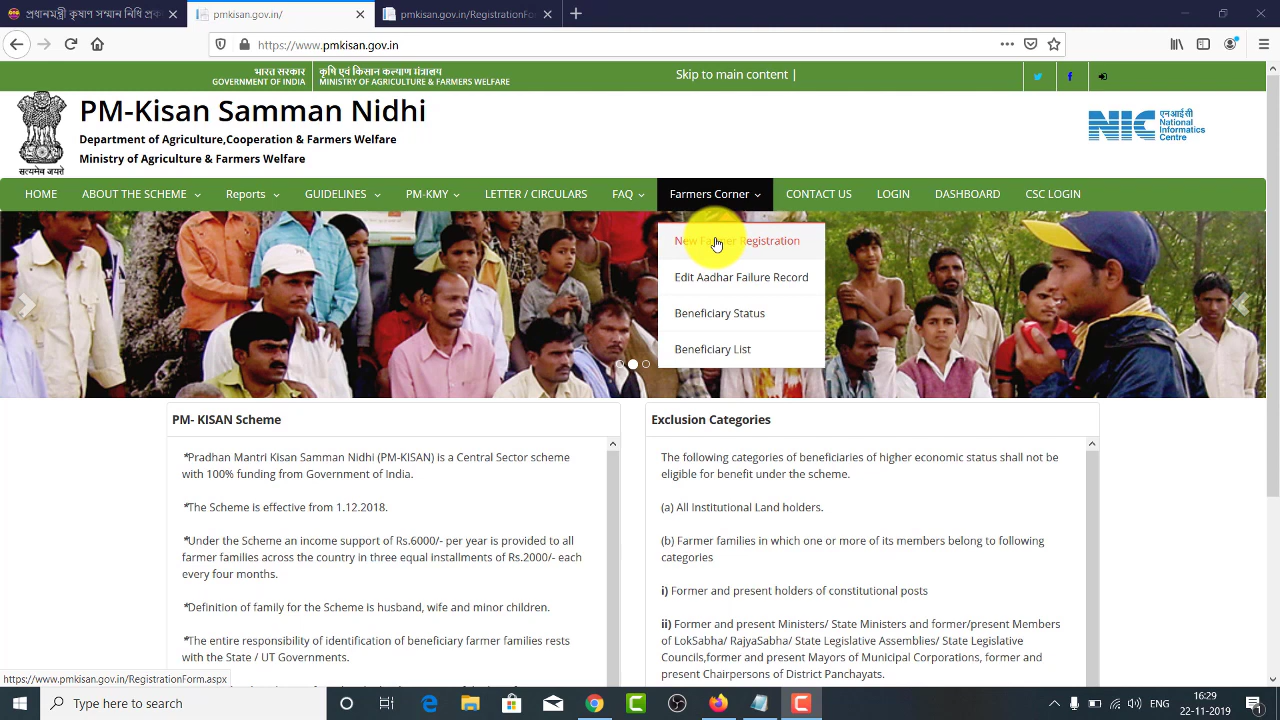 প্রধানমন্ত্রী কৃষাণ সম্মান নিধি প্রক
pmkisan.gov.in/
pmkisan.gov.in/RegistrationFo
https://www.pmkisan.gov.in
भारत सरकार
GOVERNMENT OF INDIA
कृषि एवं किसान कल्याण मंत्रालय
MINISTRY OF AGRICULTURE & FARMERS WELFARE
Skip to main content |
PM-Kisan Samman Nidhi
Department of Agriculture,Cooperation & Farmers Welfare
Ministry of Agriculture & Farmers Welfare
सत्यमेव जयते
NIC
एन आई सी
National
Informatics
Centre
HOME
ABOUT THE SCHEME
Reports
GUIDELINES
PM-KMY
LETTER / CIRCULARS
FAQ
Farmers Corner
CONTACT US
LOGIN
DASHBOARD
CSC LOGIN
New Farmer Registration
Edit Aadhar Failure Record
Beneficiary Status
Beneficiary List
PM- KISAN Scheme
*Pradhan Mantri Kisan Samman Nidhi (PM-KISAN) is a Central Sector scheme
with 100% funding from Government of India.
*The Scheme is effective from 1.12.2018.
*Under the Scheme an income support of Rs.6000/- per year is provided to all
farmer families across the country in three equal installments of Rs.2000/- each
every four months.
*Definition of family for the Scheme is husband, wife and minor children.
*The entire responsibility of identification of beneficiary farmer families rests
with the State / UT Governments.
Exclusion Categories
The following categories of beneficiaries of higher economic status shall not be
eligible for benefit under the scheme.
(a) All Institutional Land holders.
(b) Farmer families in which one or more of its members belong to following
categories
i) Former and present holders of constitutional posts
ii) Former and present Ministers/ State Ministers and former/present Members
of LokSabha/ RajyaSabha/ State Legislative Assemblies/ State Legislative
Councils,former and present Mayors of Municipal Corporations, former and
present Chairpersons of District Panchayats.
https://www.pmkisan.gov.in/RegistrationForm.aspx
Type here to search
ENG
16:29
22-11-2019